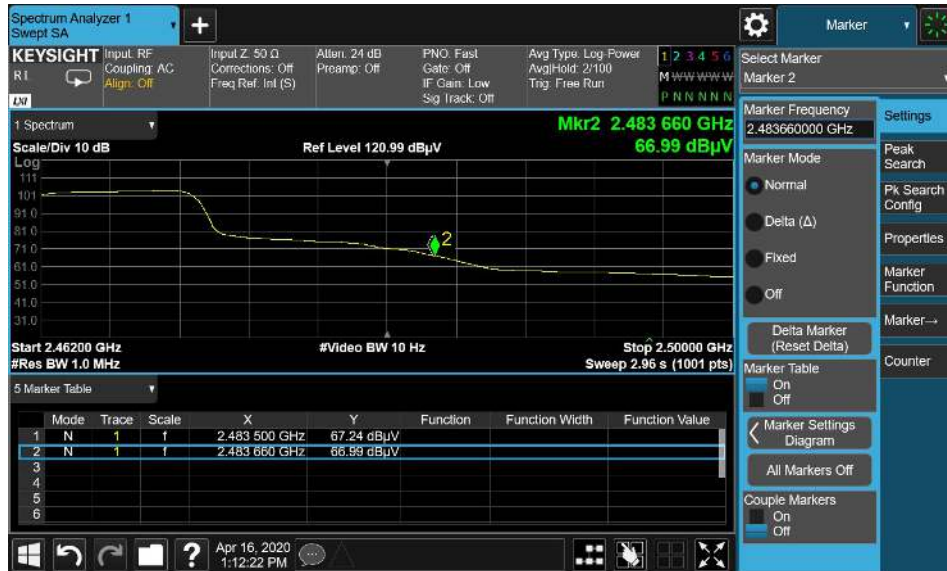 Spectrum Analyzer 1
Swept SA
+
Marker
KEYSIGHT
RL
LXI
Input: RF
Coupling: AC
Align: Off
Input Z: 50 Ω
Corrections: Off
Freq Ref: Int (S)
Atten: 24 dB
Preamp: Off
PNO: Fast
Gate: Off
IF Gain: Low
Sig Track: Off
Avg Type: Log-Power
Avg|Hold: 2/100
Trig: Free Run
1 2 3 4 5 6
M W W W W W
P N N N N N
Select Marker
Marker 2
1 Spectrum
Mkr2 2.483 660 GHz
66.99 dBµV
Scale/Div 10 dB
Ref Level 120.99 dBµV
Log
111
101
91.0
81.0
71.0
61.0
51.0
41.0
31.0
2
Start 2.46200 GHz
#Video BW 10 Hz
Stop 2.50000 GHz
#Res BW 1.0 MHz
Sweep 2.96 s (1001 pts)
5 Marker Table
Mode Trace Scale X Y Function Function Width Function Value
1 N 1 f 2.483 500 GHz 67.24 dBµV
2 N 1 f 2.483 660 GHz 66.99 dBµV
3
4
5
6
Marker Frequency
2.483660000 GHz
Marker Mode
Normal
Delta (Δ)
Fixed
Off
Delta Marker
(Reset Delta)
Marker Table
On
Off
Marker Settings
Diagram
All Markers Off
Couple Markers
On
Off
Settings
Peak
Search
Pk Search
Config
Properties
Marker
Function
Marker→
Counter
?
Apr 16, 2020
1:12:22 PM